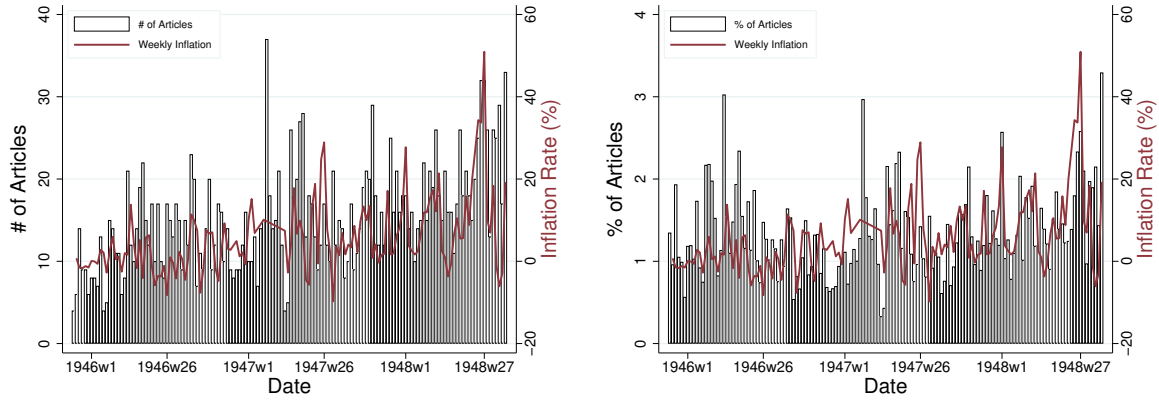 # of Articles
Weekly Inflation
# of Articles
40
30
20
10
0
60
40
20
0
−20
Inflation Rate (%)
1946w1 1946w26 1947w1 1947w26 1948w1 1948w27
Date
% of Articles
Weekly Inflation
% of Articles
4
3
2
1
0
60
40
20
0
−20
Inflation Rate (%)
1946w1 1946w26 1947w1 1947w26 1948w1 1948w27
Date